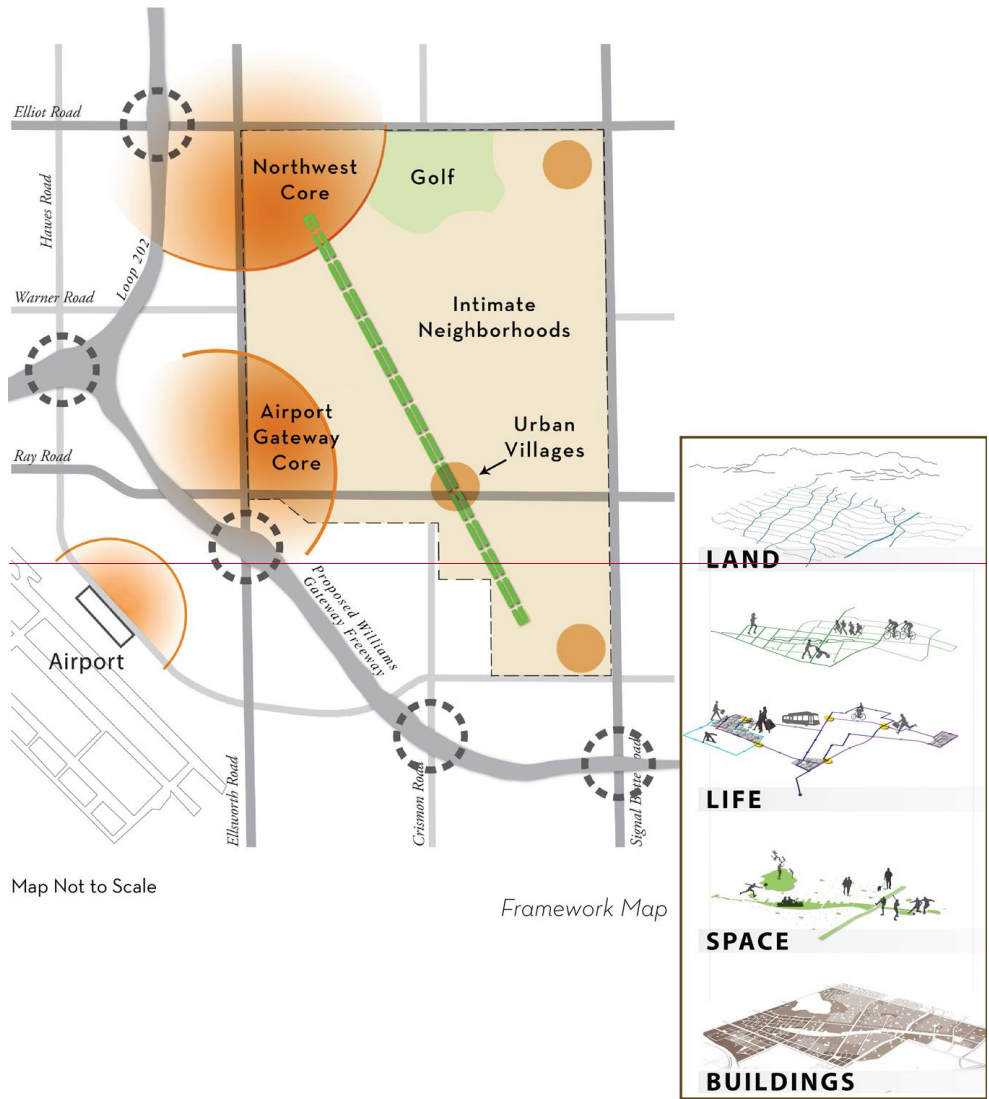 Elliot Road
Hawes Road
Northwest
Core
Golf
Loop 202
Warner Road
Intimate
Neighborhoods
Airport
Gateway
Core
Urban
Villages
Ray Road
LAND
Proposed Williams
Gateway Freeway
Airport
Ellsworth Road
Crismon Road
Signal Butte Road
LIFE
Map Not to Scale
Framework Map
SPACE
BUILDINGS